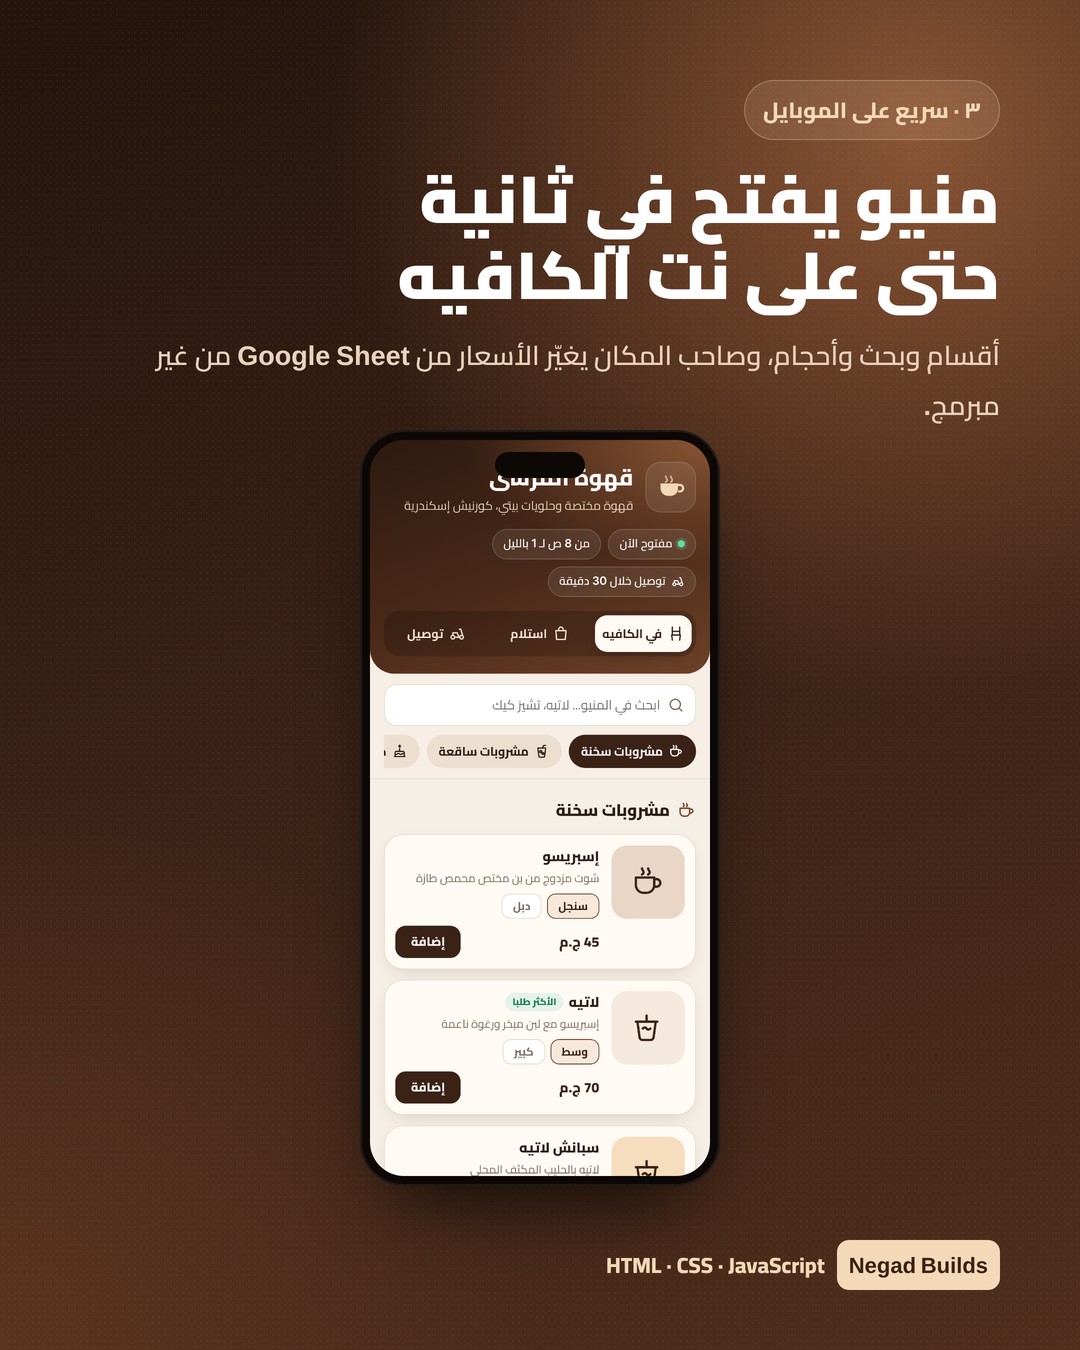 ٣ · سريع على الموبايل
منيو يفتح في ثانية
حتى على نت الكافيه
أقسام وبحث وأحجام، وصاحب المكان يغيّر الأسعار من Google Sheet من غير
مبرمج.
قهوة
قهوة مختصة وحلويات بيتي، كورنيش إسكندرية
مفتوح الآن
من 8 ص لـ 1 بالليل
توصيل خلال 30 دقيقة
في الكافيه
استلام
توصيل
ابحث في المنيو... لاتيه، تشيز كيك
مشروبات سخنة
مشروبات ساقعة
مشروبات سخنة
إسبريسو
شوت مزدوج من بن مختص محمص طازة
سنجل
دبل
45 ج.م
إضافة
لاتيه
الأكثر طلبا
إسبريسو مع لبن مبخر ورغوة ناعمة
وسط
كبير
70 ج.م
إضافة
سبانش لاتيه
لاتيه بالحليب المكثف المحلى
Negad Builds
HTML · CSS · JavaScript